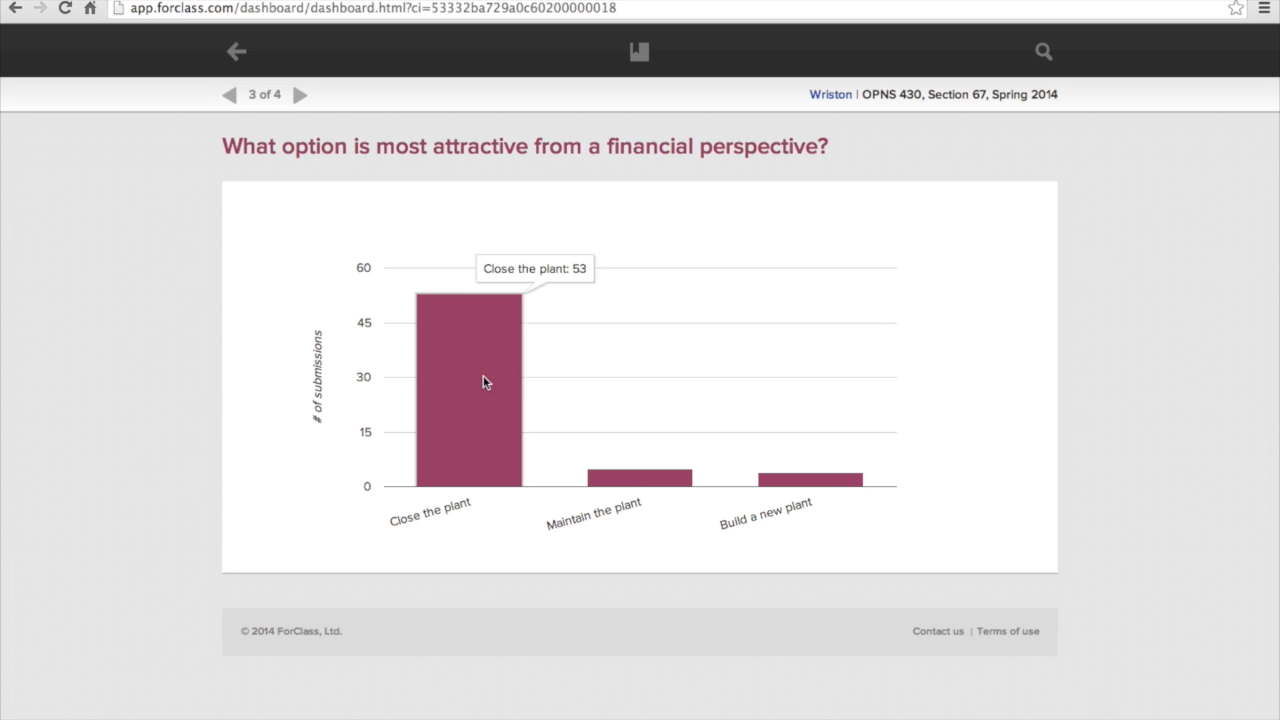 app.forclass.com/dashboard/dashboard.html?ci=53332ba729a0c60200000018
3 of 4
Wriston | OPNS 430, Section 67, Spring 2014
What option is most attractive from a financial perspective?
60
Close the plant: 53
45
30
15
0
# of submissions
Close the plant
Maintain the plant
Build a new plant
© 2014 ForClass, Ltd.
Contact us | Terms of use